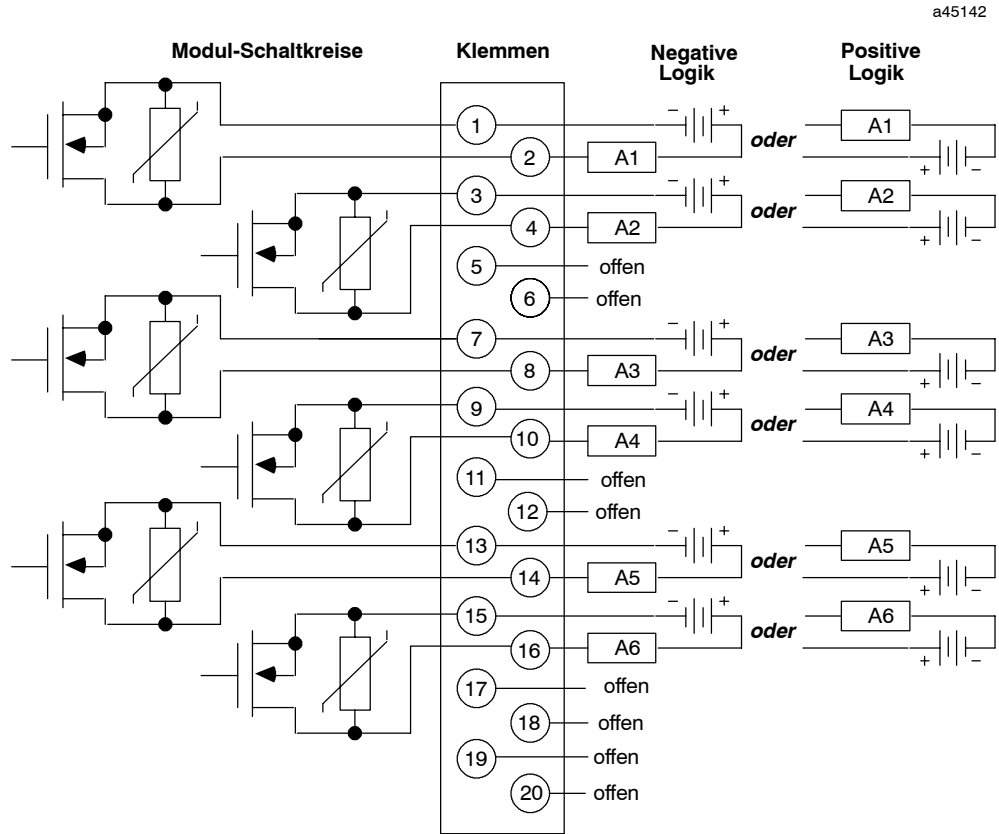 a45142
Modul-Schaltkreise Klemmen Negative Logik Positive Logik
1 − + oder A1
2 A1 + −
3 − + oder A2
4 A2 + −
5 offen
6 offen
7 − + oder A3
8 A3 + −
9 − + oder A4
10 A4 + −
11 offen
12 offen
13 − + oder A5
14 A5 + −
15 − + oder A6
16 A6 + −
17 offen
18 offen
19 offen
20 offen